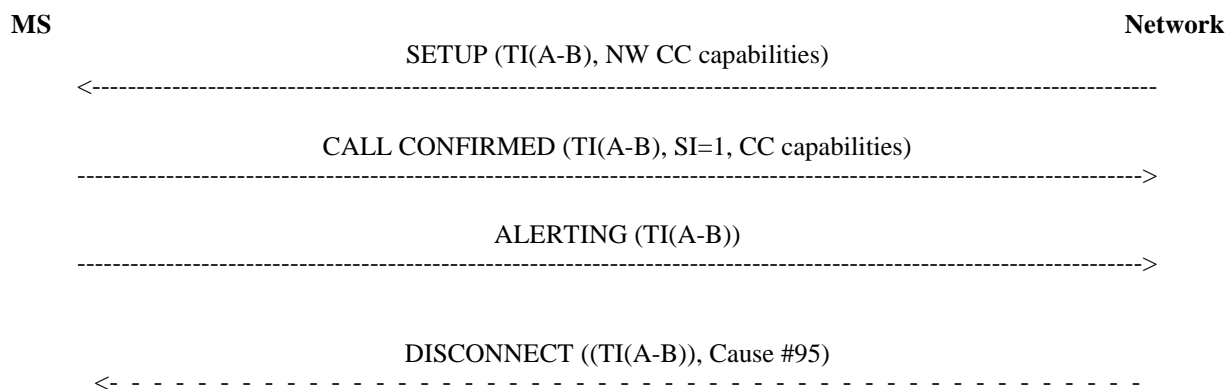 MS Network
SETUP (TI(A-B), NW CC capabilities)
<-----------------------------------------------------------------------------------------------------------------------
CALL CONFIRMED (TI(A-B), SI=1, CC capabilities)
----------------------------------------------------------------------------------------------------------------------->
ALERTING (TI(A-B))
----------------------------------------------------------------------------------------------------------------------->
DISCONNECT ((TI(A-B)), Cause #95)
<- - - - - - - - - - - - - - - - - - - - - - - - - - - - - - - - - - - -